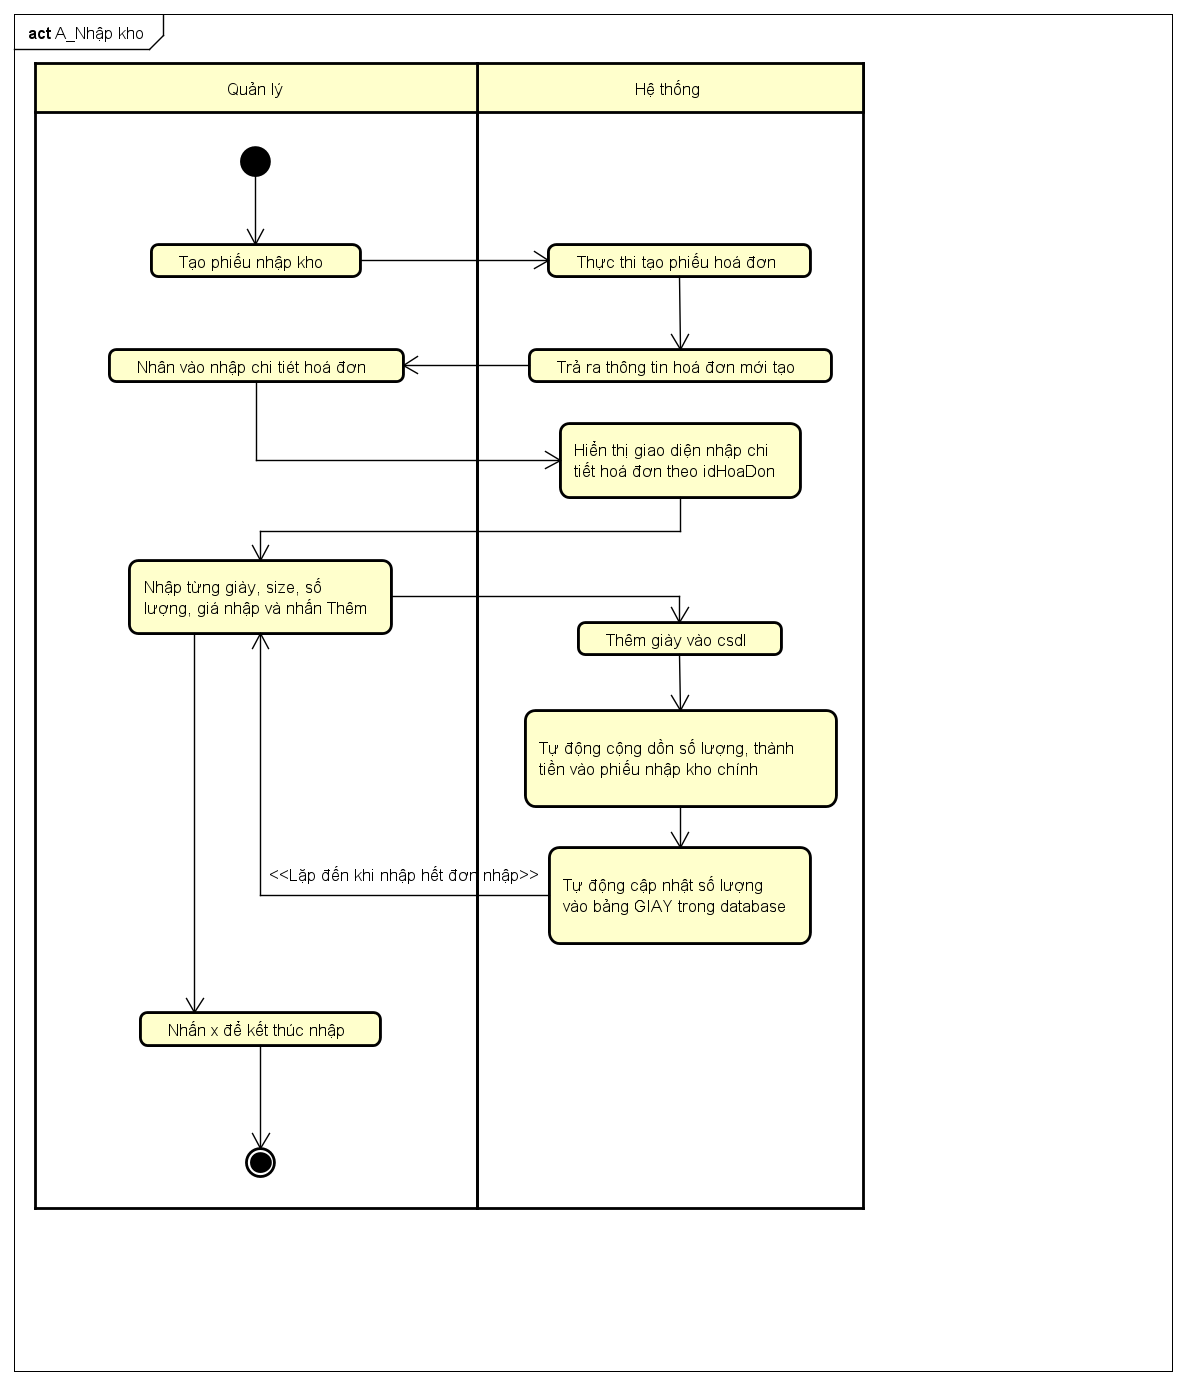 act A_Nhập kho
Quản lý
Hệ thống
Tạo phiếu nhập kho
Thực thi tạo phiếu hoá đơn
Nhân vào nhập chi tiét hoá đơn
Trả ra thông tin hoá đơn mới tạo
Hiển thị giao diện nhập chi
tiết hoá đơn theo idHoaDon
Nhập từng giày, size, số
lượng, giá nhập và nhấn Thêm
Thêm giày vào csdl
Tự động cộng dồn số lượng, thành
tiền vào phiếu nhập kho chính
<<Lặp đến khi nhập hết đơn nhập>>
Tự động cập nhật số lượng
vào bảng GIAY trong database
Nhấn x để kết thúc nhập